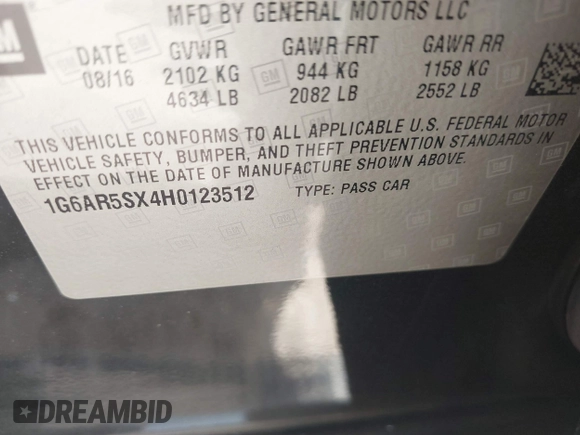 GM
MFD BY GENERAL MOTORS LLC
DATE GVWR GAWR FRT GAWR RR
08/16 2102 KG 944 KG 1158 KG
4634 LB 2082 LB 2552 LB
THIS VEHICLE CONFORMS TO ALL APPLICABLE U.S. FEDERAL MOTOR
VEHICLE SAFETY, BUMPER, AND THEFT PREVENTION STANDARDS IN
EFFECT ON THE DATE OF MANUFACTURE SHOWN ABOVE.
1G6AR5SX4H0123512 TYPE: PASS CAR
DREAMBID